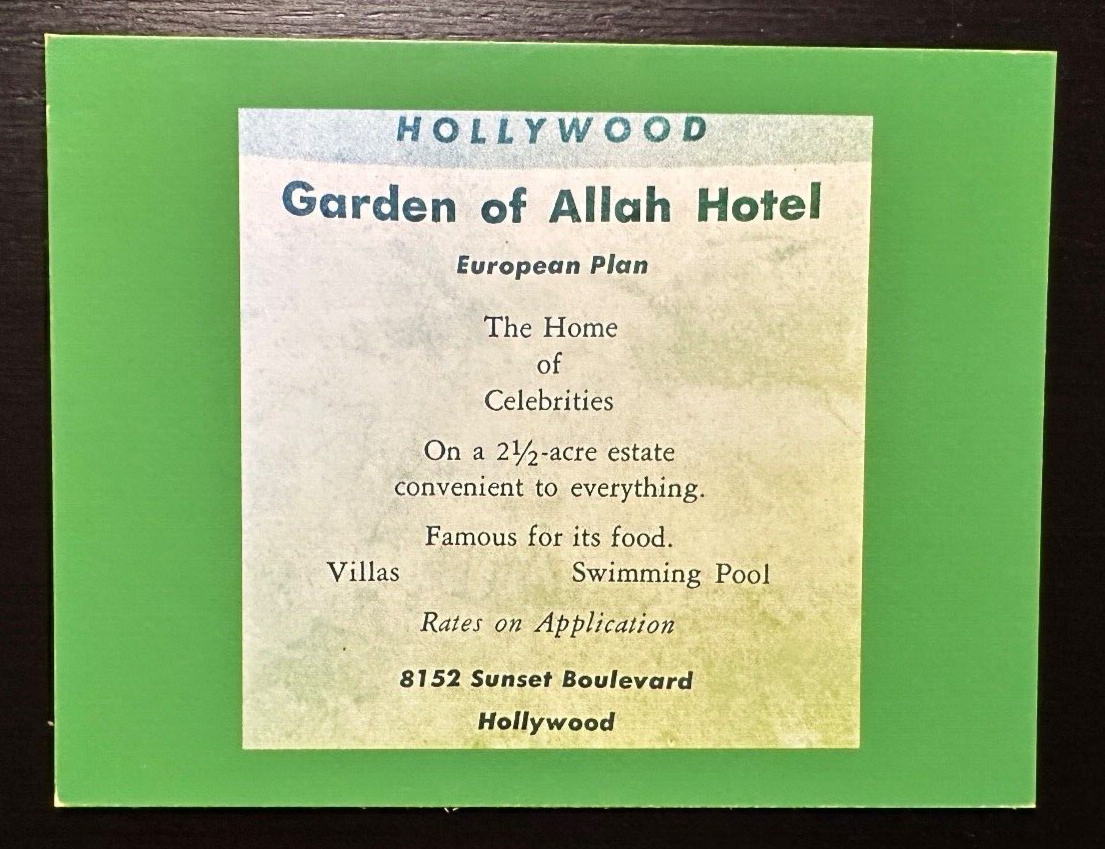 HOLLYWOOD
Garden of Allah Hotel
European Plan
The Home
of
Celebrities
On a 2½-acre estate
convenient to everything.
Famous for its food.
Villas Swimming Pool
Rates on Application
8152 Sunset Boulevard
Hollywood